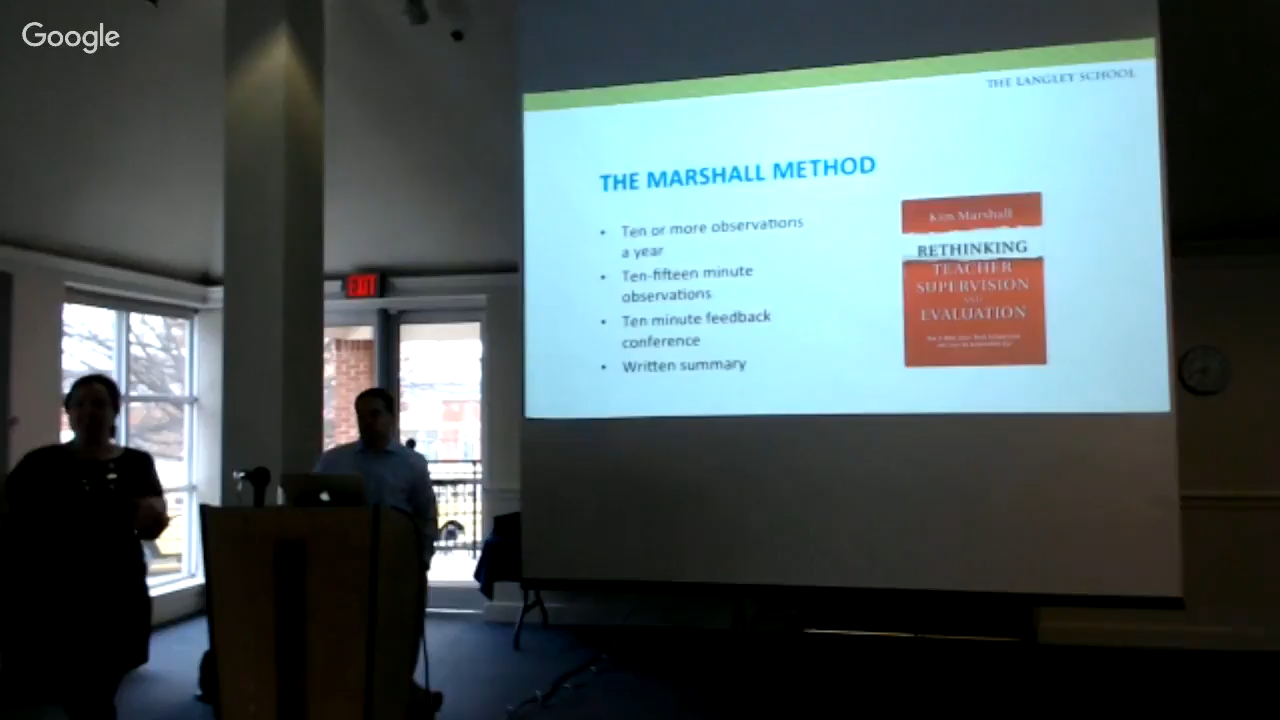 Google
THE LANGLEY SCHOOL
THE MARSHALL METHOD
• Ten or more observations
a year
• Ten-fifteen minute
observations
• Ten minute feedback
conference
• Written summary
Kim Marshall
RETHINKING
TEACHER
SUPERVISION
AND
EVALUATION
EXIT